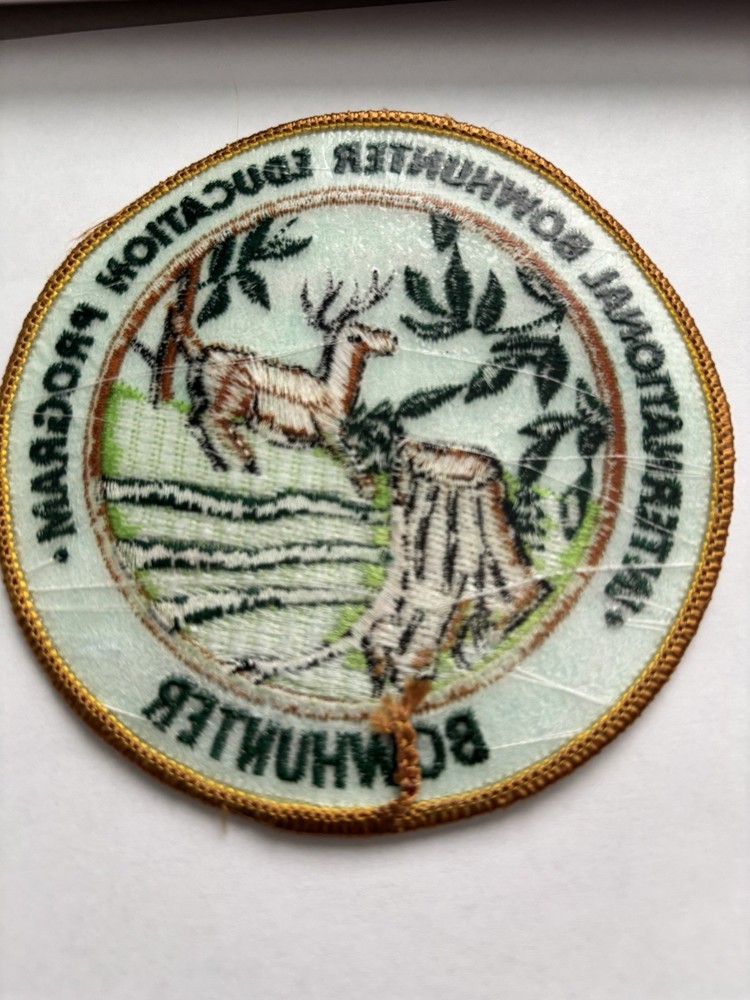 • INTERNATIONAL BOWHUNTER EDUCATION PROGRAM •
BOWHUNTER